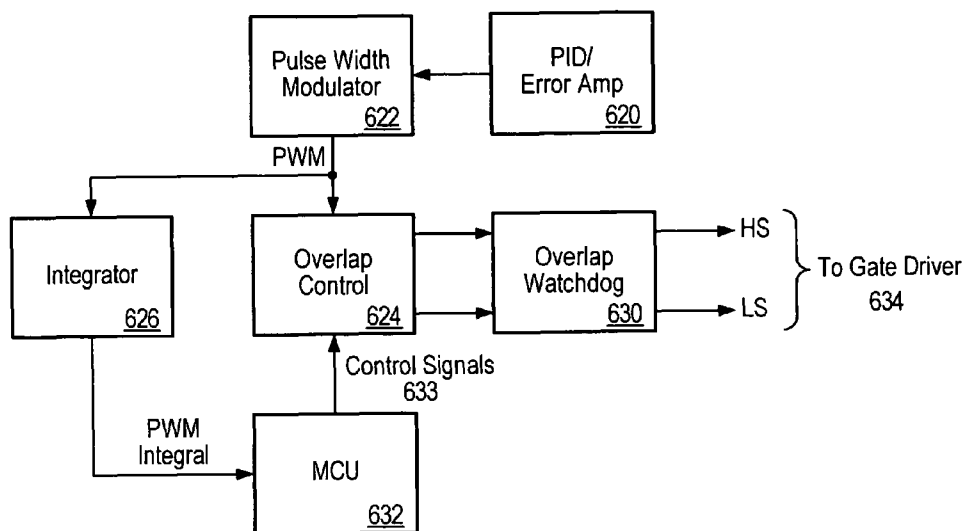 Pulse Width
Modulator
622
PID/
Error Amp
620
PWM
Integrator
626
Overlap
Control
624
Overlap
Watchdog
630
HS
LS
To Gate Driver
634
Control Signals
633
PWM
Integral
MCU
632